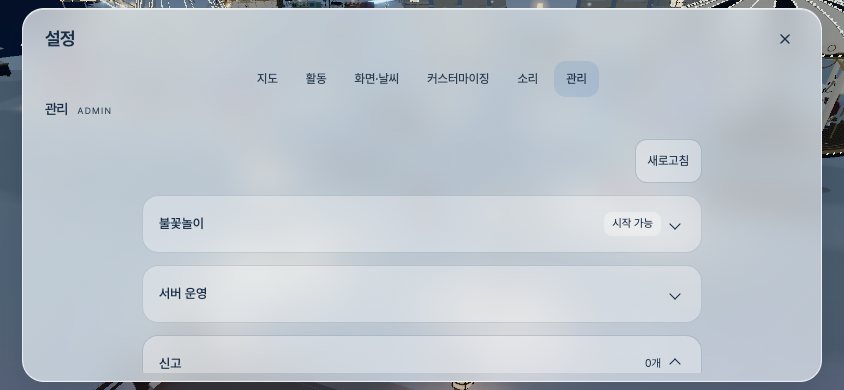 설정
지도 활동 화면·날씨 커스터마이징 소리 관리
관리 ADMIN
새로고침
불꽃놀이 시작 가능
서버 운영
신고 0개